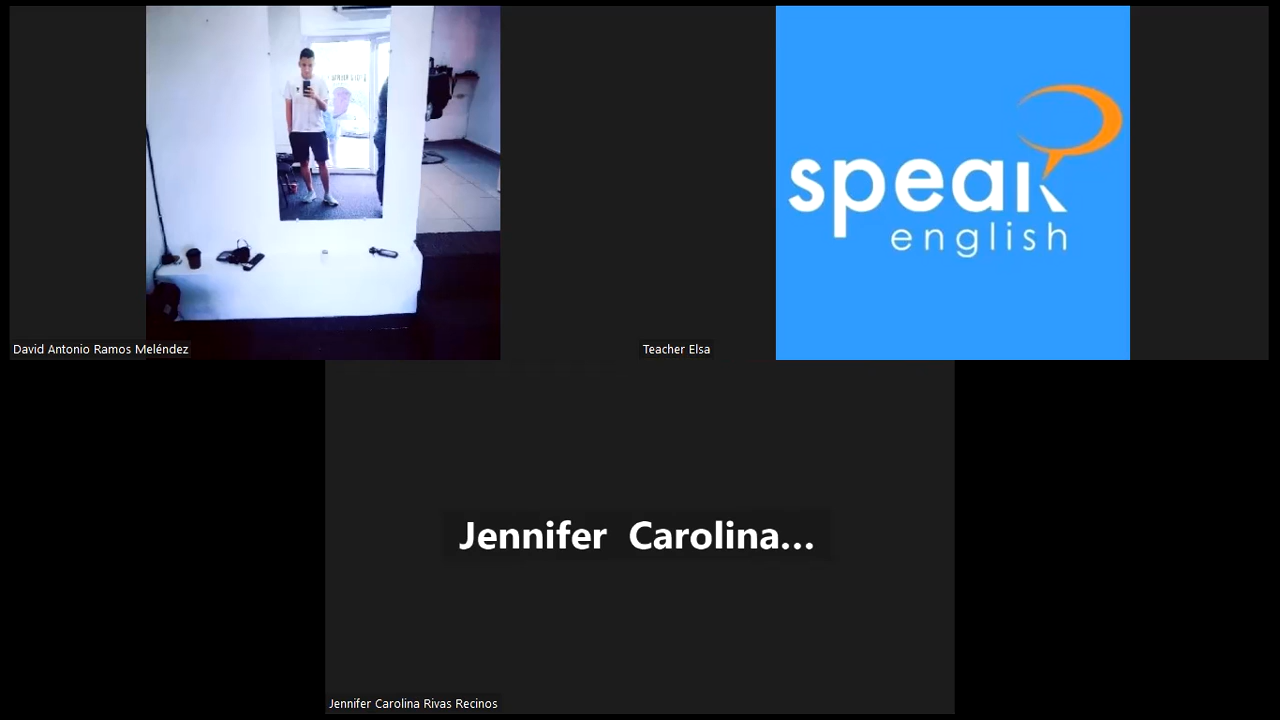 David Antonio Ramos Meléndez
speak
english
Teacher Elsa
Jennifer Carolina...
Jennifer Carolina Rivas Recinos